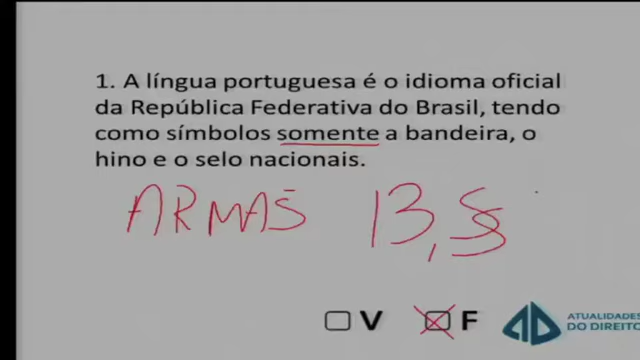 1. A língua portuguesa é o idioma oficial
da República Federativa do Brasil, tendo
como símbolos somente a bandeira, o
hino e o selo nacionais.
ARMAS 13, §
V F
ATUALIDADES
DO DIREITO